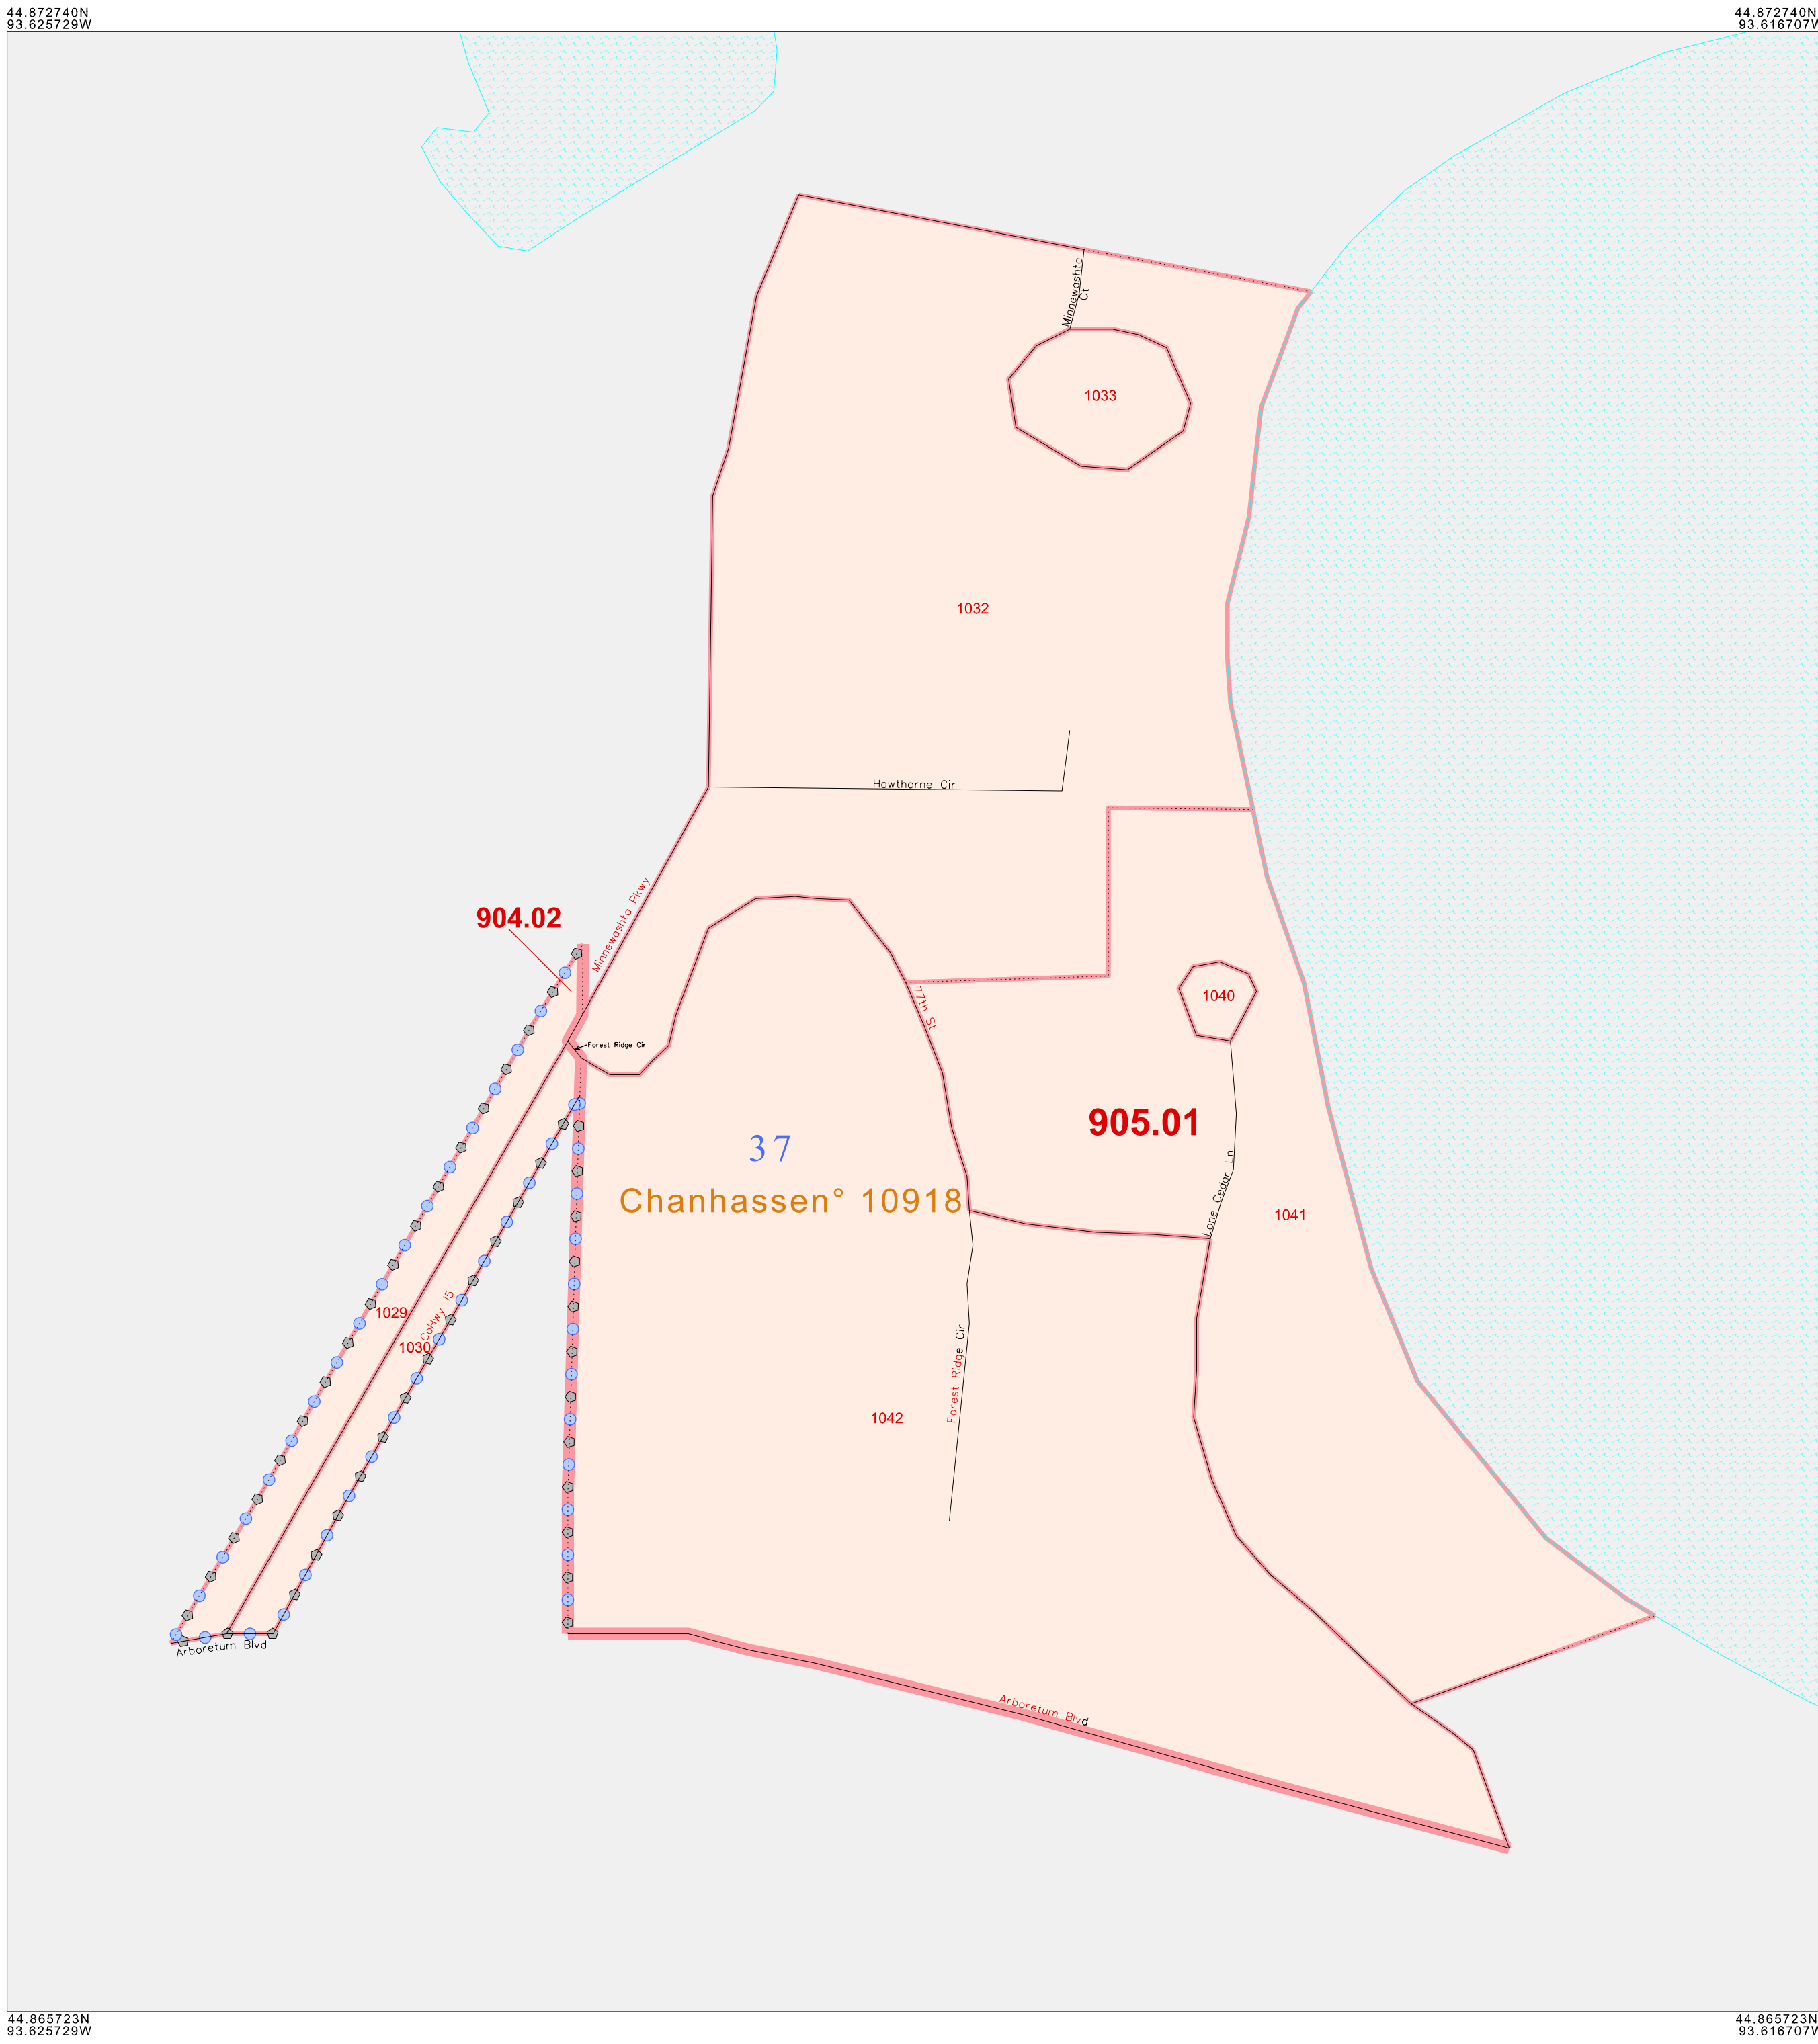 44.872740N
93.625729W
44.872740N
93.616707W
Minnewashta
Ct
1033
1032
Hawthorne Cir
Minnewashta Pkwy
904.02
77th St
1040
Forest Ridge Cir
905.01
37
Lone Cedar Ln
Chanhassen° 10918
1041
1029
CoHwy 15
1030
Forest Ridge Cir
1042
Arboretum Blvd
Arboretum Blvd
44.865723N
93.625729W
44.865723N
93.616707W